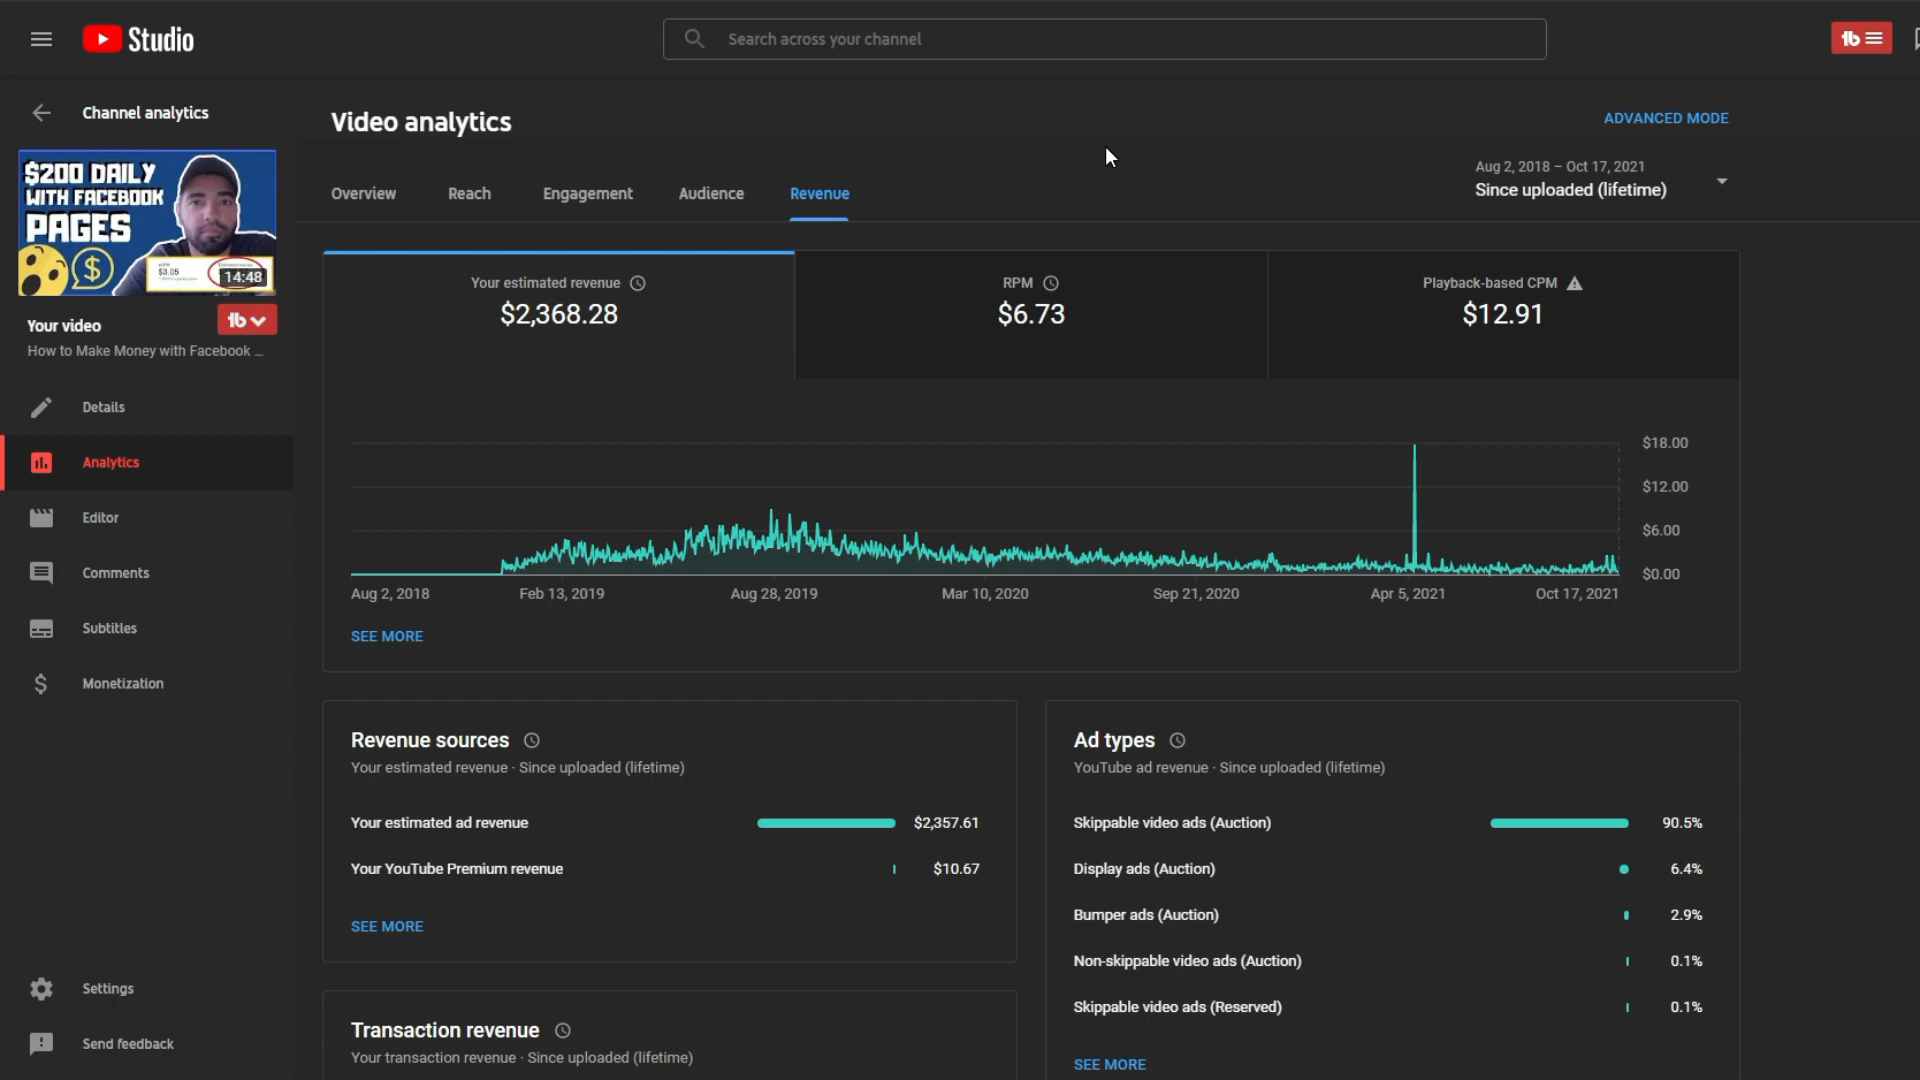 Studio
Search across your channel
Channel analytics
Video analytics
ADVANCED MODE
$200 DAILY
WITH FACEBOOK
PAGES
$3.05
14:48
Your video
How to Make Money with Facebook ...
Details
Analytics
Editor
Comments
Subtitles
Monetization
Settings
Send feedback
Overview
Reach
Engagement
Audience
Revenue
Aug 2, 2018 – Oct 17, 2021
Since uploaded (lifetime)
Your estimated revenue
$2,368.28
RPM
$6.73
Playback-based CPM
$12.91
$18.00
$12.00
$6.00
$0.00
Aug 2, 2018
Feb 13, 2019
Aug 28, 2019
Mar 10, 2020
Sep 21, 2020
Apr 5, 2021
Oct 17, 2021
SEE MORE
Revenue sources
Your estimated revenue · Since uploaded (lifetime)
Your estimated ad revenue $2,357.61
Your YouTube Premium revenue $10.67
SEE MORE
Transaction revenue
Your transaction revenue · Since uploaded (lifetime)
Ad types
YouTube ad revenue · Since uploaded (lifetime)
Skippable video ads (Auction) 90.5%
Display ads (Auction) 6.4%
Bumper ads (Auction) 2.9%
Non-skippable video ads (Auction) 0.1%
Skippable video ads (Reserved) 0.1%
SEE MORE